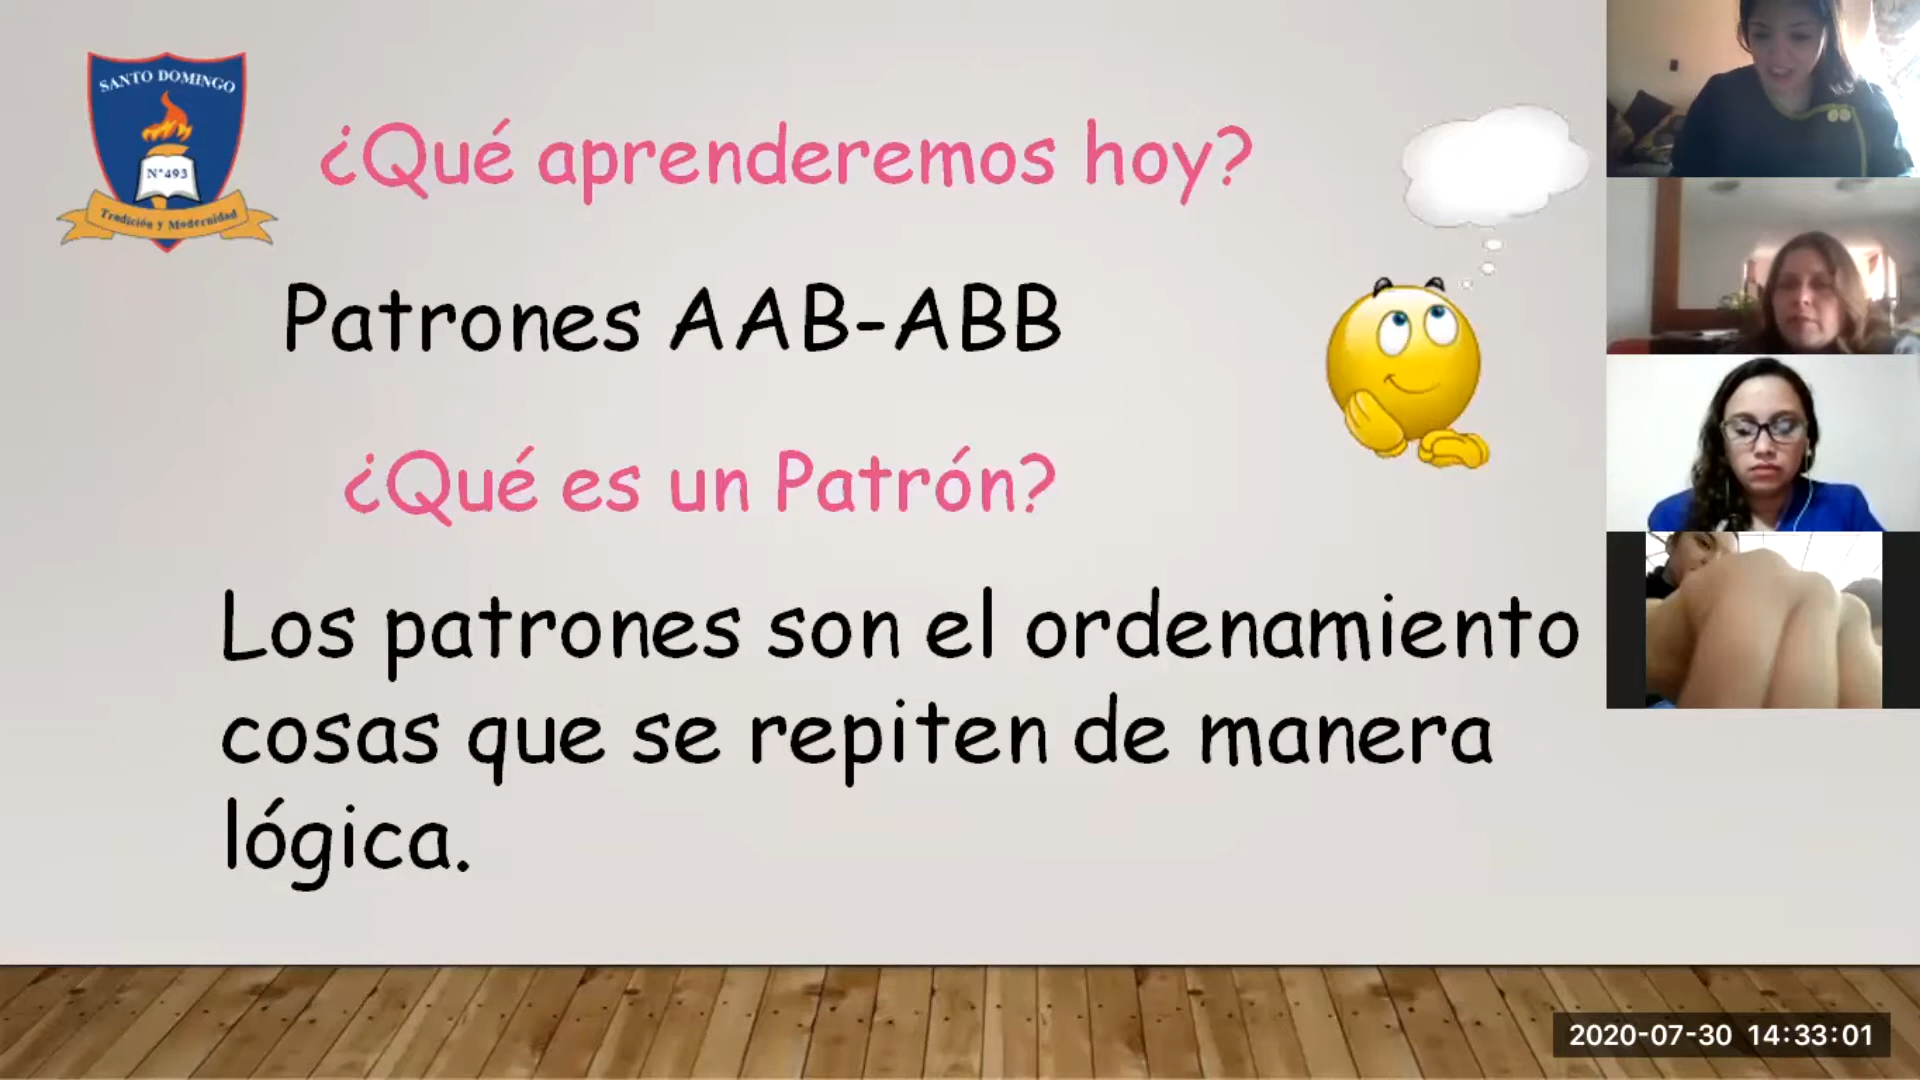 SANTO DOMINGO
N°493
Tradición y Modernidad
¿Qué aprenderemos hoy?
Patrones AAB-ABB
¿Qué es un Patrón?
Los patrones son el ordenamiento
cosas que se repiten de manera
lógica.
2020-07-30 14:33:01